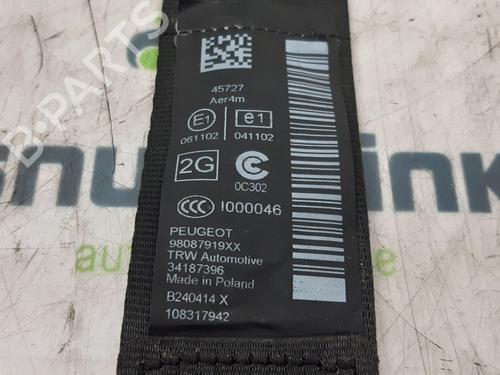 45727
Aer4m
E1
e1
061102
041102
2G
C
0C302
CCC I000046
PEUGEOT
98087919XX
TRW Automotive
34187396
Made in Poland
B240414 X
108317942
B-PARTS